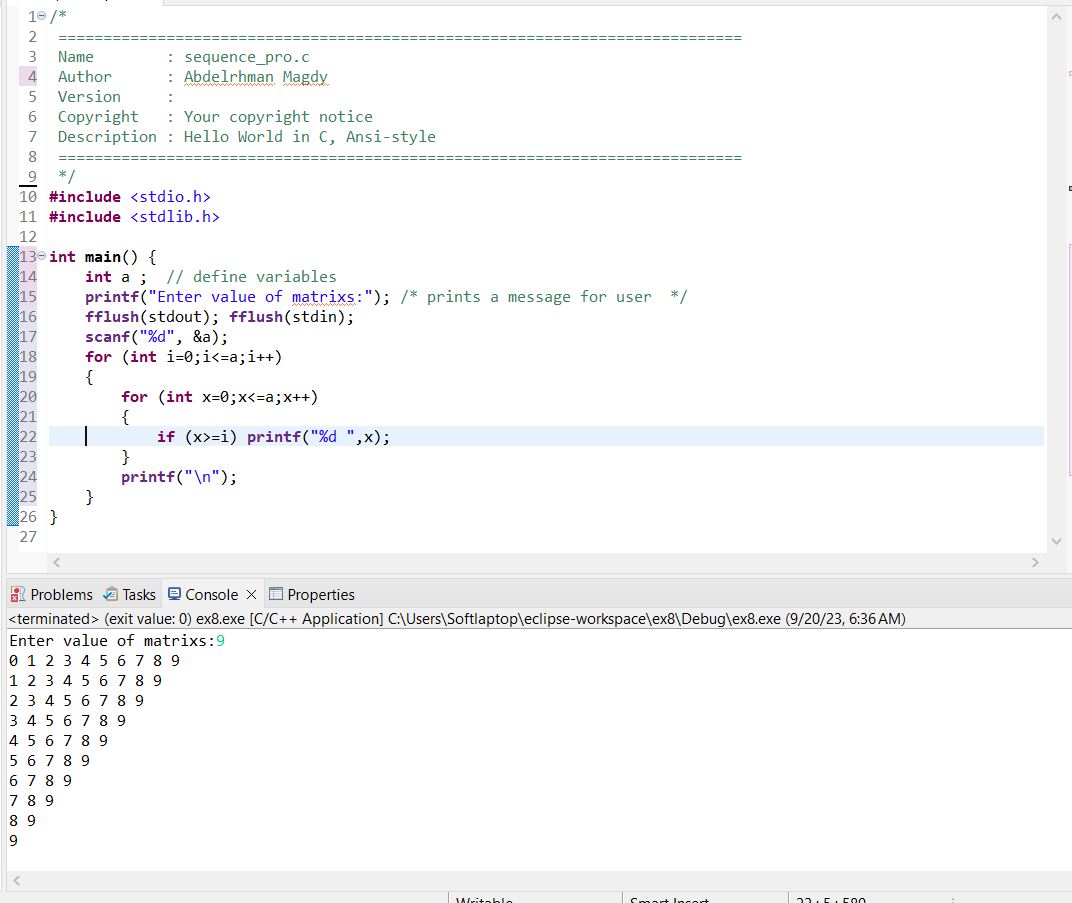 1 /*
2 ============================================================================
3 Name        : sequence_pro.c
4 Author      : Abdelrhman Magdy
5 Version     :
6 Copyright   : Your copyright notice
7 Description : Hello World in C, Ansi-style
8 ============================================================================
9 */
10 #include <stdio.h>
11 #include <stdlib.h>
12
13 int main() {
14     int a ;  // define variables
15     printf("Enter value of matrixs:"); /* prints a message for user  */
16     fflush(stdout); fflush(stdin);
17     scanf("%d", &a);
18     for (int i=0;i<=a;i++)
19     {
20         for (int x=0;x<=a;x++)
21         {
22             if (x>=i) printf("%d ",x);
23         }
24         printf("\n");
25     }
26 }
27
Problems Tasks Console Properties
<terminated> (exit value: 0) ex8.exe [C/C++ Application] C:\Users\Softlaptop\eclipse-workspace\ex8\Debug\ex8.exe (9/20/23, 6:36 AM)
Enter value of matrixs:9
0 1 2 3 4 5 6 7 8 9
1 2 3 4 5 6 7 8 9
2 3 4 5 6 7 8 9
3 4 5 6 7 8 9
4 5 6 7 8 9
5 6 7 8 9
6 7 8 9
7 8 9
8 9
9
Writable Smart Insert 22 : 5 : 580